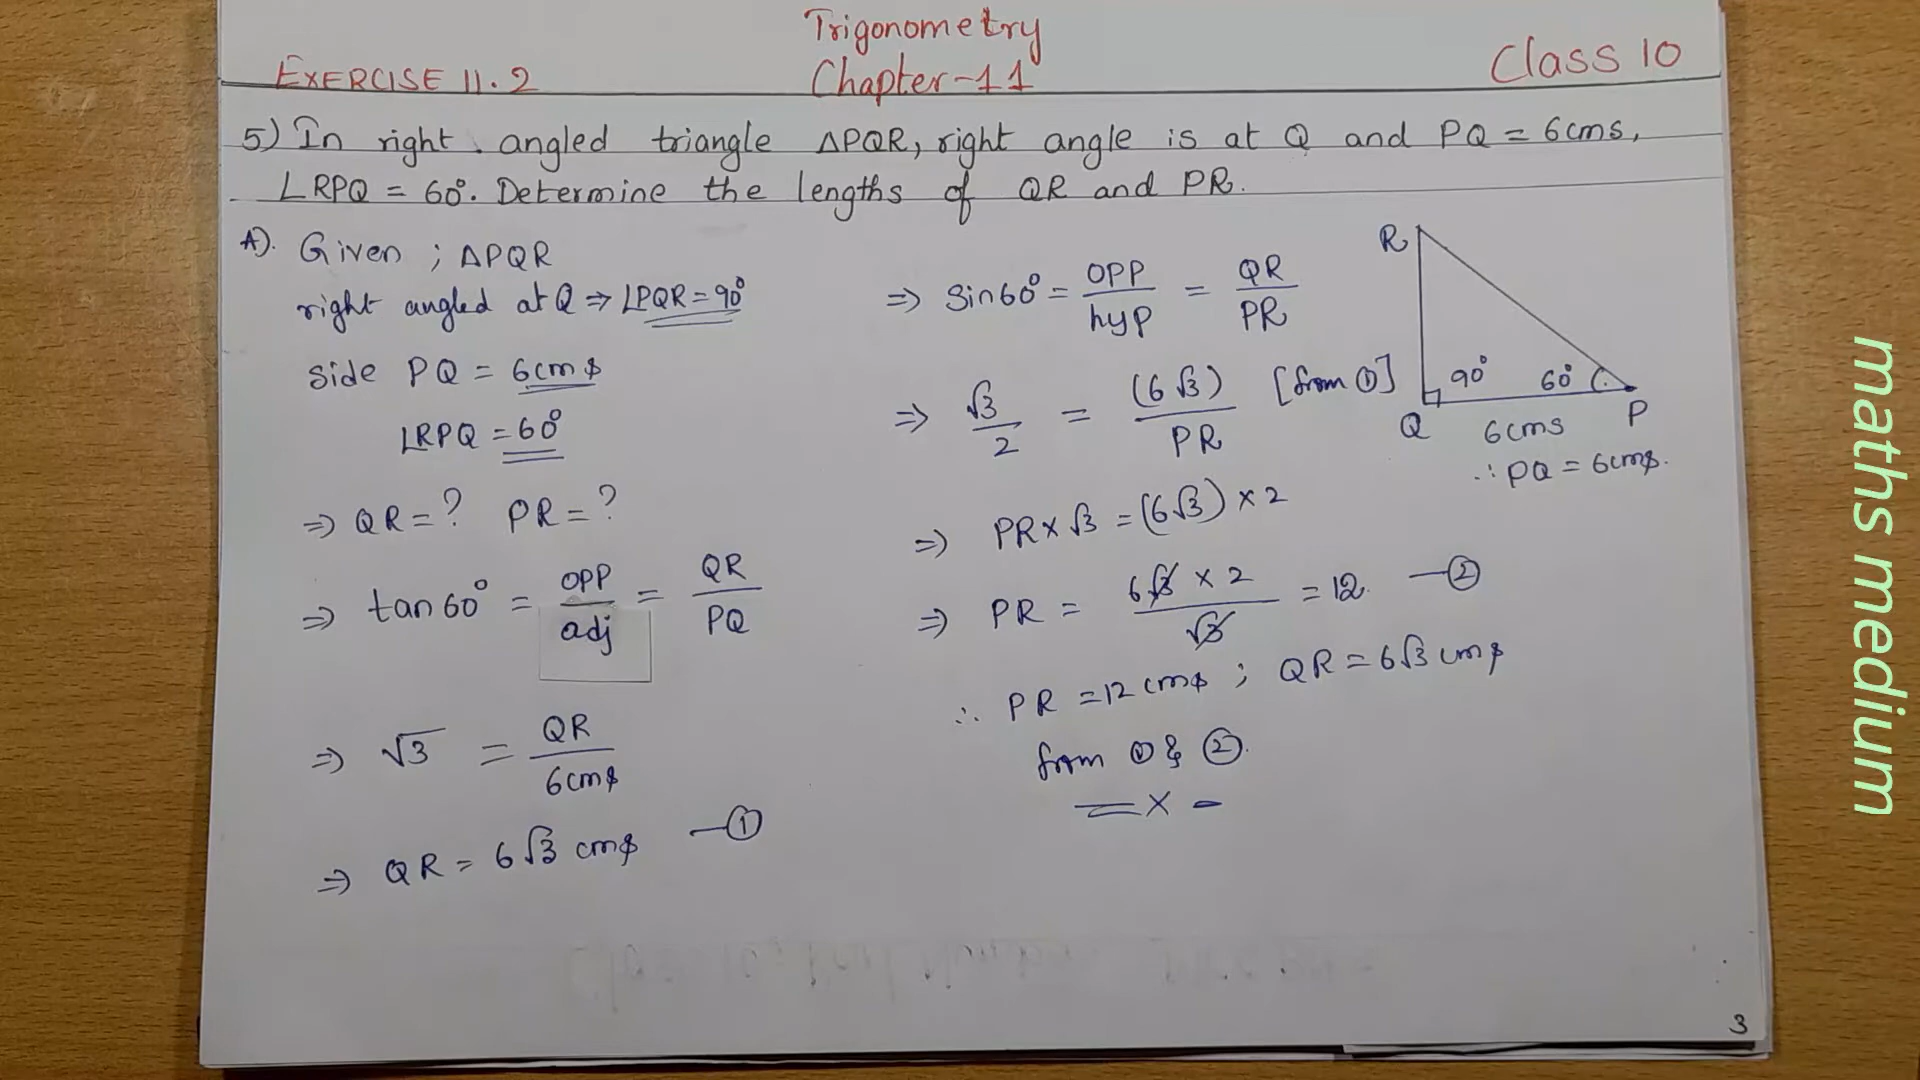 Trigonometry
EXERCISE 11.2 Chapter-11 Class 10
5) In right angled triangle ΔPQR, right angle is at Q and PQ = 6cms,
∠RPQ = 60°. Determine the lengths of QR and PR.
A). Given ; ΔPQR
right angled at Q ⇒ ∠PQR = 90°
side PQ = 6cms
∠RPQ = 60°
⇒ QR = ? PR = ?
⇒ tan60° = opp/adj = QR/PQ
⇒ √3 = QR/6cms
⇒ QR = 6√3 cms —①
⇒ Sin60° = OPP/hyp = QR/PR
⇒ √3/2 = (6√3)/PR [from ①]
⇒ PR × √3 = (6√3) × 2
⇒ PR = 6√3 × 2/√3 = 12 —②
∴ PR = 12 cms ; QR = 6√3 cms
from ① & ②.
= X -
R
90° 60°
Q 6cms P
∴ PQ = 6cms.
maths medium
3